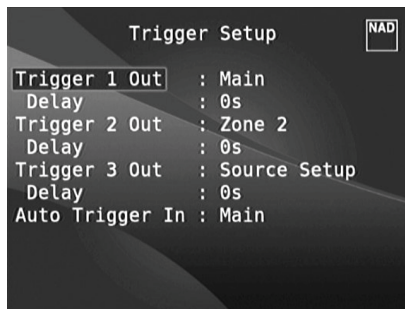 Trigger Setup
NAD
Trigger 1 Out : Main
Delay : 0s
Trigger 2 Out : Zone 2
Delay : 0s
Trigger 3 Out : Source Setup
Delay : 0s
Auto Trigger In : Main